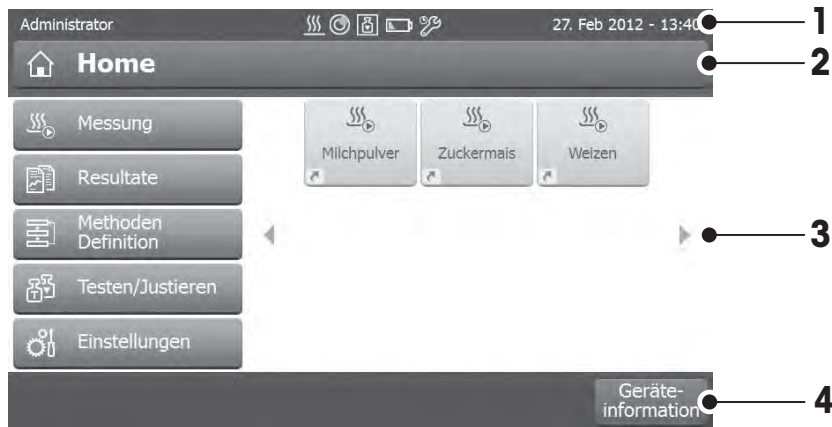 Administrator
27. Feb 2012 - 13:40
1
Home
2
Messung
Resultate
Methoden
Definition
Testen/Justieren
Einstellungen
Milchpulver
Zuckermais
Weizen
3
Geräte-
information
4